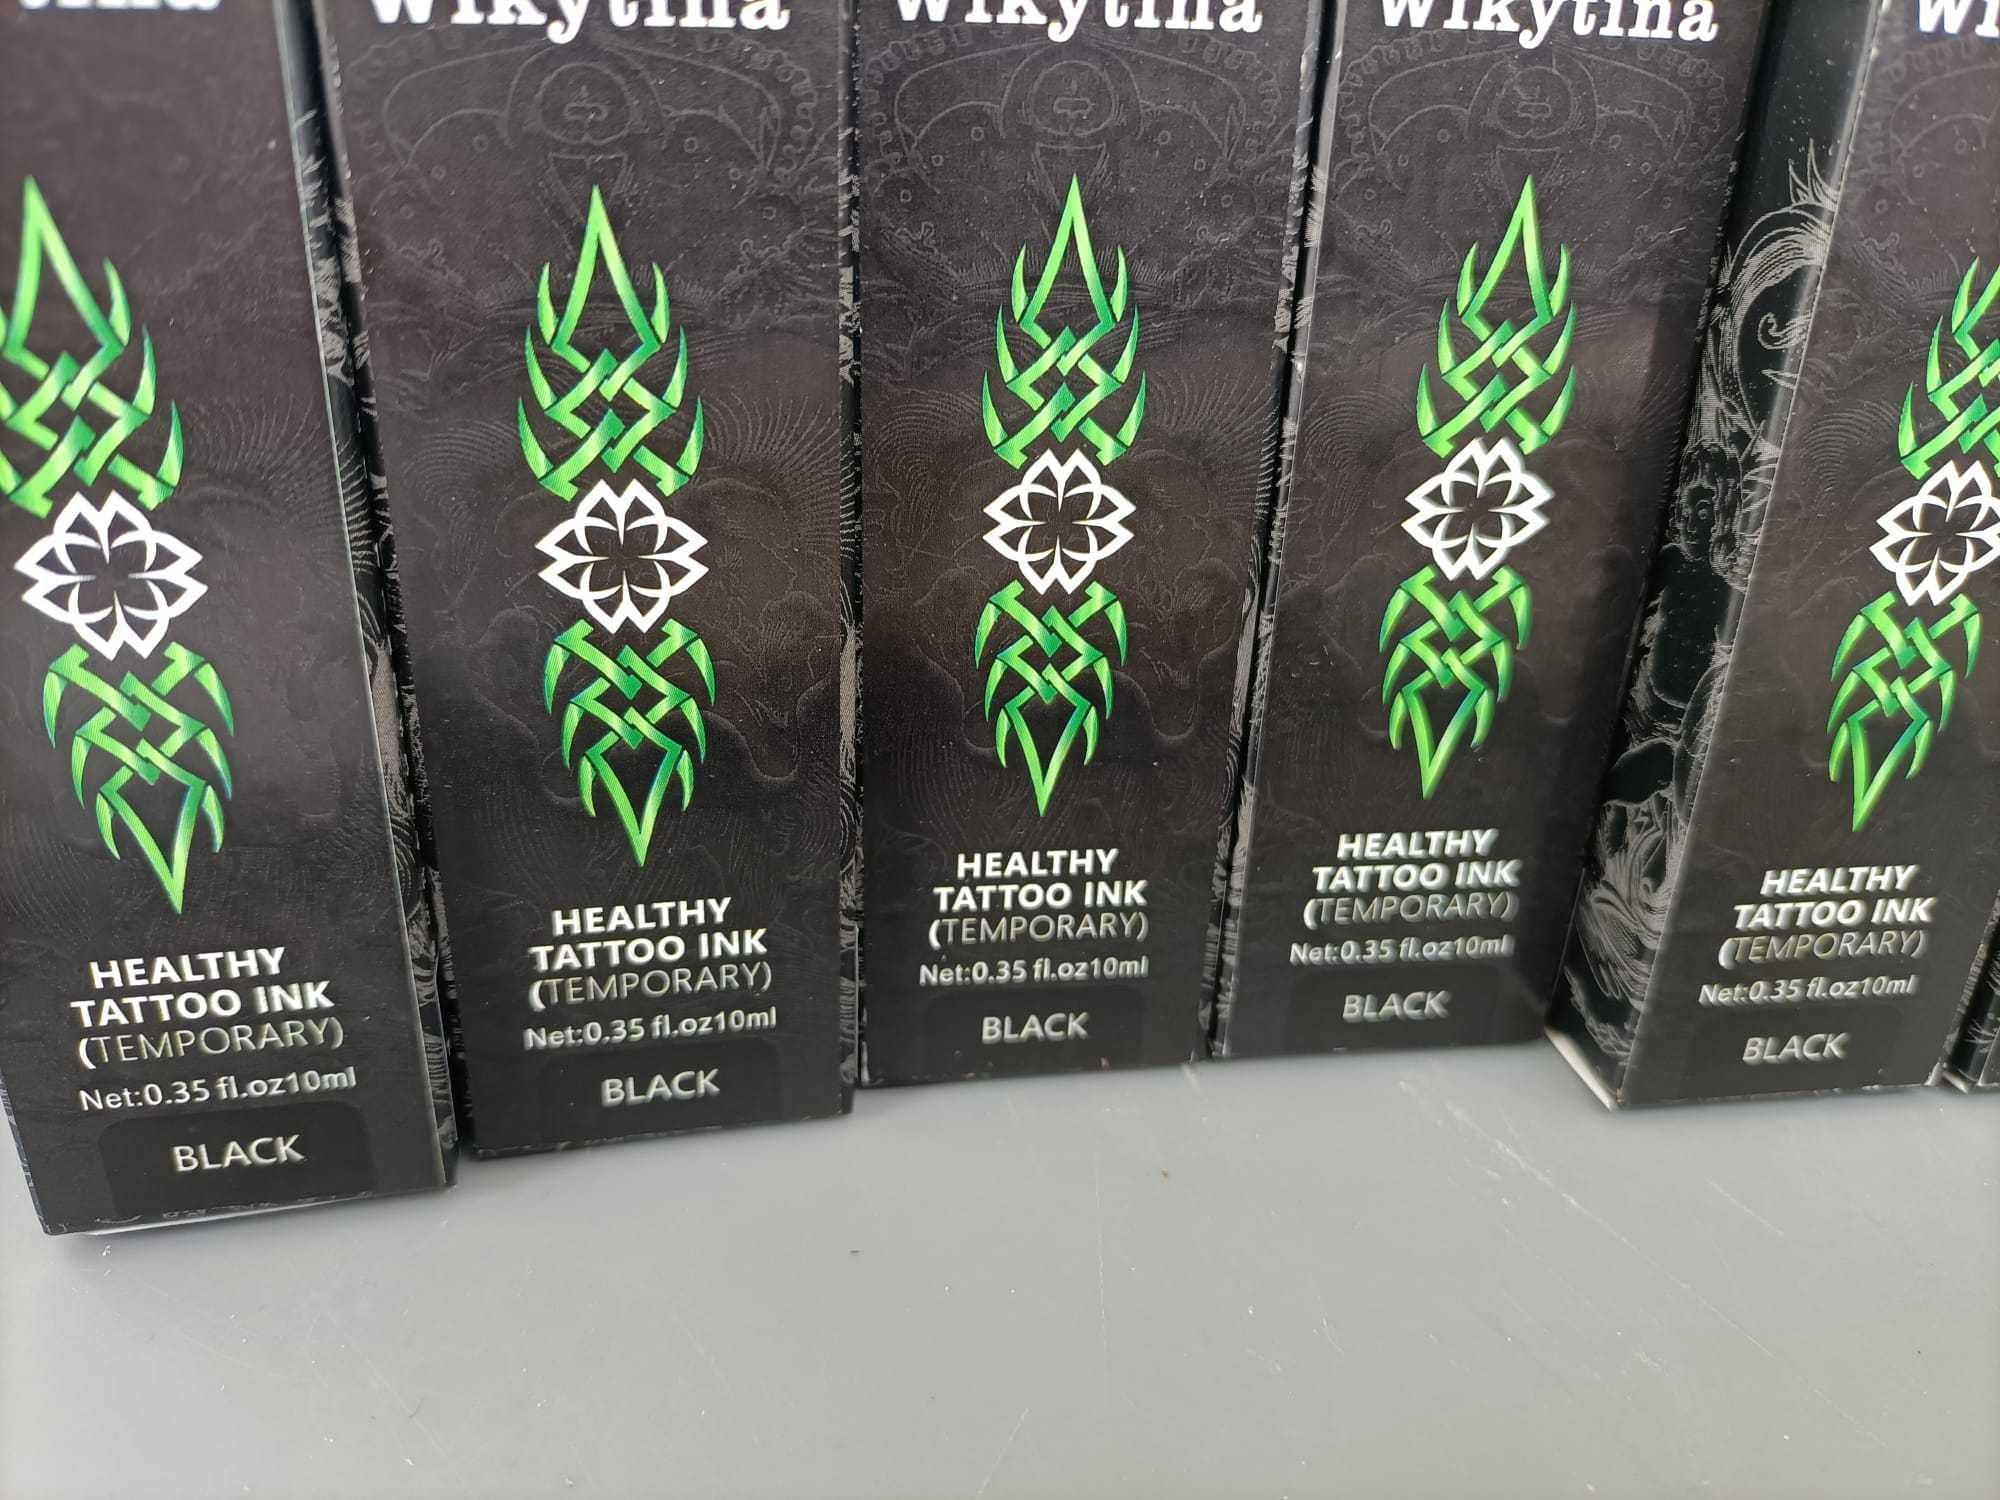 Wikytina
Wikytina
Wikytina
HEALTHY
TATTOO INK
(TEMPORARY)
Net:0.35 fl.oz10ml
BLACK
HEALTHY
TATTOO INK
(TEMPORARY)
Net:0.35 fl.oz10ml
BLACK
HEALTHY
TATTOO INK
(TEMPORARY)
Net:0.35 fl.oz10ml
BLACK
HEALTHY
TATTOO INK
(TEMPORARY)
Net:0.35 fl.oz10ml
BLACK
HEALTHY
TATTOO INK
(TEMPORARY)
Net:0.35 fl.oz10ml
BLACK